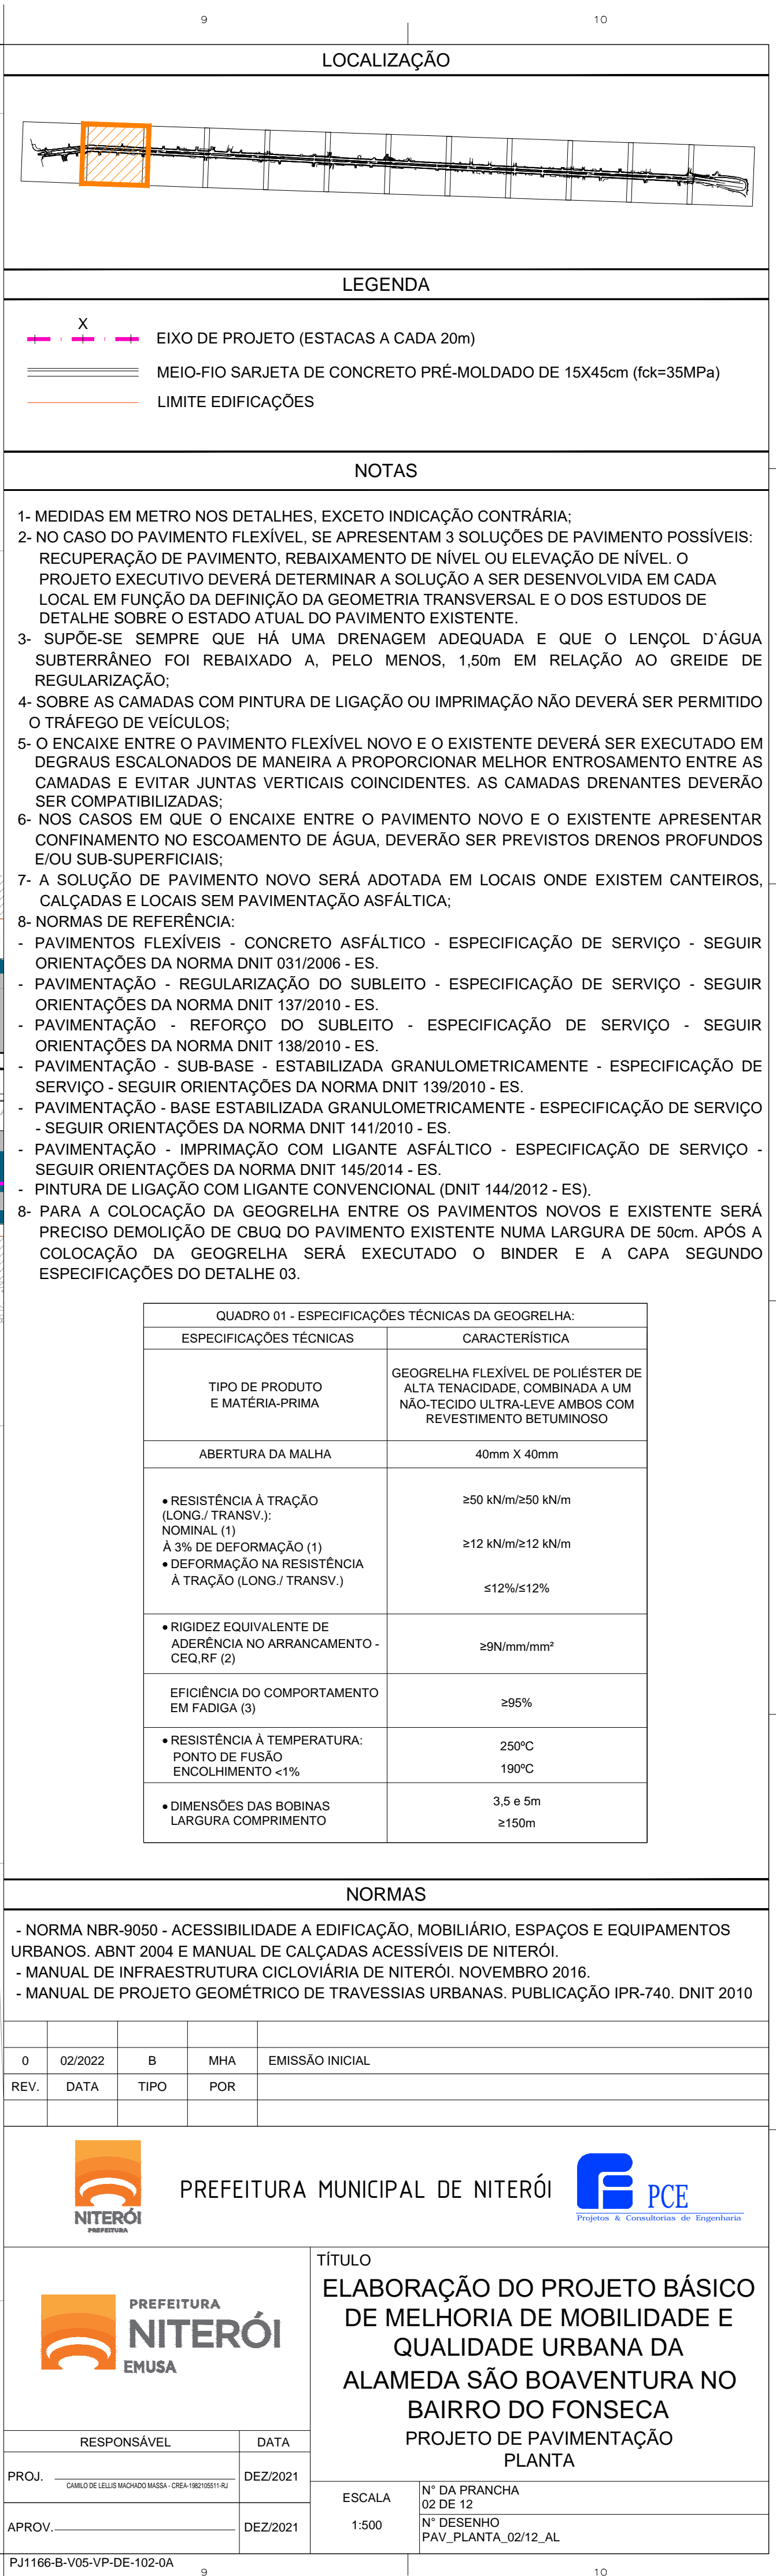 9 10
LOCALIZAÇÃO
LEGENDA
X
EIXO DE PROJETO (ESTACAS A CADA 20m)
MEIO-FIO SARJETA DE CONCRETO PRÉ-MOLDADO DE 15X45cm (fck=35MPa)
LIMITE EDIFICAÇÕES
NOTAS
1- MEDIDAS EM METRO NOS DETALHES, EXCETO INDICAÇÃO CONTRÁRIA;
2- NO CASO DO PAVIMENTO FLEXÍVEL, SE APRESENTAM 3 SOLUÇÕES DE PAVIMENTO POSSÍVEIS:
RECUPERAÇÃO DE PAVIMENTO, REBAIXAMENTO DE NÍVEL OU ELEVAÇÃO DE NÍVEL. O
PROJETO EXECUTIVO DEVERÁ DETERMINAR A SOLUÇÃO A SER DESENVOLVIDA EM CADA
LOCAL EM FUNÇÃO DA DEFINIÇÃO DA GEOMETRIA TRANSVERSAL E O DOS ESTUDOS DE
DETALHE SOBRE O ESTADO ATUAL DO PAVIMENTO EXISTENTE.
3- SUPÕE-SE SEMPRE QUE HÁ UMA DRENAGEM ADEQUADA E QUE O LENÇOL D`ÁGUA
SUBTERRÂNEO FOI REBAIXADO A, PELO MENOS, 1,50m EM RELAÇÃO AO GREIDE DE
REGULARIZAÇÃO;
4- SOBRE AS CAMADAS COM PINTURA DE LIGAÇÃO OU IMPRIMAÇÃO NÃO DEVERÁ SER PERMITIDO
O TRÁFEGO DE VEÍCULOS;
5- O ENCAIXE ENTRE O PAVIMENTO FLEXÍVEL NOVO E O EXISTENTE DEVERÁ SER EXECUTADO EM
DEGRAUS ESCALONADOS DE MANEIRA A PROPORCIONAR MELHOR ENTROSAMENTO ENTRE AS
CAMADAS E EVITAR JUNTAS VERTICAIS COINCIDENTES. AS CAMADAS DRENANTES DEVERÃO
SER COMPATIBILIZADAS;
6- NOS CASOS EM QUE O ENCAIXE ENTRE O PAVIMENTO NOVO E O EXISTENTE APRESENTAR
CONFINAMENTO NO ESCOAMENTO DE ÁGUA, DEVERÃO SER PREVISTOS DRENOS PROFUNDOS
E/OU SUB-SUPERFICIAIS;
7- A SOLUÇÃO DE PAVIMENTO NOVO SERÁ ADOTADA EM LOCAIS ONDE EXISTEM CANTEIROS,
CALÇADAS E LOCAIS SEM PAVIMENTAÇÃO ASFÁLTICA;
8- NORMAS DE REFERÊNCIA:
- PAVIMENTOS FLEXÍVEIS - CONCRETO ASFÁLTICO - ESPECIFICAÇÃO DE SERVIÇO - SEGUIR
ORIENTAÇÕES DA NORMA DNIT 031/2006 - ES.
- PAVIMENTAÇÃO - REGULARIZAÇÃO DO SUBLEITO - ESPECIFICAÇÃO DE SERVIÇO - SEGUIR
ORIENTAÇÕES DA NORMA DNIT 137/2010 - ES.
- PAVIMENTAÇÃO - REFORÇO DO SUBLEITO - ESPECIFICAÇÃO DE SERVIÇO - SEGUIR
ORIENTAÇÕES DA NORMA DNIT 138/2010 - ES.
- PAVIMENTAÇÃO - SUB-BASE - ESTABILIZADA GRANULOMETRICAMENTE - ESPECIFICAÇÃO DE
SERVIÇO - SEGUIR ORIENTAÇÕES DA NORMA DNIT 139/2010 - ES.
- PAVIMENTAÇÃO - BASE ESTABILIZADA GRANULOMETRICAMENTE - ESPECIFICAÇÃO DE SERVIÇO
- SEGUIR ORIENTAÇÕES DA NORMA DNIT 141/2010 - ES.
- PAVIMENTAÇÃO - IMPRIMAÇÃO COM LIGANTE ASFÁLTICO - ESPECIFICAÇÃO DE SERVIÇO -
SEGUIR ORIENTAÇÕES DA NORMA DNIT 145/2014 - ES.
- PINTURA DE LIGAÇÃO COM LIGANTE CONVENCIONAL (DNIT 144/2012 - ES).
8- PARA A COLOCAÇÃO DA GEOGRELHA ENTRE OS PAVIMENTOS NOVOS E EXISTENTE SERÁ
PRECISO DEMOLIÇÃO DE CBUQ DO PAVIMENTO EXISTENTE NUMA LARGURA DE 50cm. APÓS A
COLOCAÇÃO DA GEOGRELHA SERÁ EXECUTADO O BINDER E A CAPA SEGUNDO
ESPECIFICAÇÕES DO DETALHE 03.
QUADRO 01 - ESPECIFICAÇÕES TÉCNICAS DA GEOGRELHA:
ESPECIFICAÇÕES TÉCNICAS CARACTERÍSTICA
TIPO DE PRODUTO
E MATÉRIA-PRIMA
GEOGRELHA FLEXÍVEL DE POLIÉSTER DE
ALTA TENACIDADE, COMBINADA A UM
NÃO-TECIDO ULTRA-LEVE AMBOS COM
REVESTIMENTO BETUMINOSO
ABERTURA DA MALHA 40mm X 40mm
• RESISTÊNCIA À TRAÇÃO
(LONG./ TRANSV.):
NOMINAL (1)
À 3% DE DEFORMAÇÃO (1)
• DEFORMAÇÃO NA RESISTÊNCIA
À TRAÇÃO (LONG./ TRANSV.)
≥50 kN/m/≥50 kN/m
≥12 kN/m/≥12 kN/m
≤12%/≤12%
• RIGIDEZ EQUIVALENTE DE
ADERÊNCIA NO ARRANCAMENTO -
CEQ,RF (2)
≥9N/mm/mm²
EFICIÊNCIA DO COMPORTAMENTO
EM FADIGA (3)
≥95%
• RESISTÊNCIA À TEMPERATURA:
PONTO DE FUSÃO
ENCOLHIMENTO <1%
250ºC
190ºC
• DIMENSÕES DAS BOBINAS
LARGURA COMPRIMENTO
3,5 e 5m
≥150m
NORMAS
- NORMA NBR-9050 - ACESSIBILIDADE A EDIFICAÇÃO, MOBILIÁRIO, ESPAÇOS E EQUIPAMENTOS
URBANOS. ABNT 2004 E MANUAL DE CALÇADAS ACESSÍVEIS DE NITERÓI.
- MANUAL DE INFRAESTRUTURA CICLOVIÁRIA DE NITERÓI. NOVEMBRO 2016.
- MANUAL DE PROJETO GEOMÉTRICO DE TRAVESSIAS URBANAS. PUBLICAÇÃO IPR-740. DNIT 2010
0 02/2022 B MHA EMISSÃO INICIAL
REV. DATA TIPO POR
NITERÓI
PREFEITURA
PREFEITURA MUNICIPAL DE NITERÓI
PCE
Projetos & Consultorias de Engenharia
PREFEITURA
NITERÓI
EMUSA
TÍTULO
ELABORAÇÃO DO PROJETO BÁSICO
DE MELHORIA DE MOBILIDADE E
QUALIDADE URBANA DA
ALAMEDA SÃO BOAVENTURA NO
BAIRRO DO FONSECA
PROJETO DE PAVIMENTAÇÃO
PLANTA
RESPONSÁVEL DATA
PROJ. DEZ/2021
CAMILO DE LELLIS MACHADO MASSA - CREA-1982105511-RJ
APROV. DEZ/2021
ESCALA
1:500
N° DA PRANCHA
02 DE 12
N° DESENHO
PAV_PLANTA_02/12_AL
PJ1166-B-V05-VP-DE-102-0A
9 10